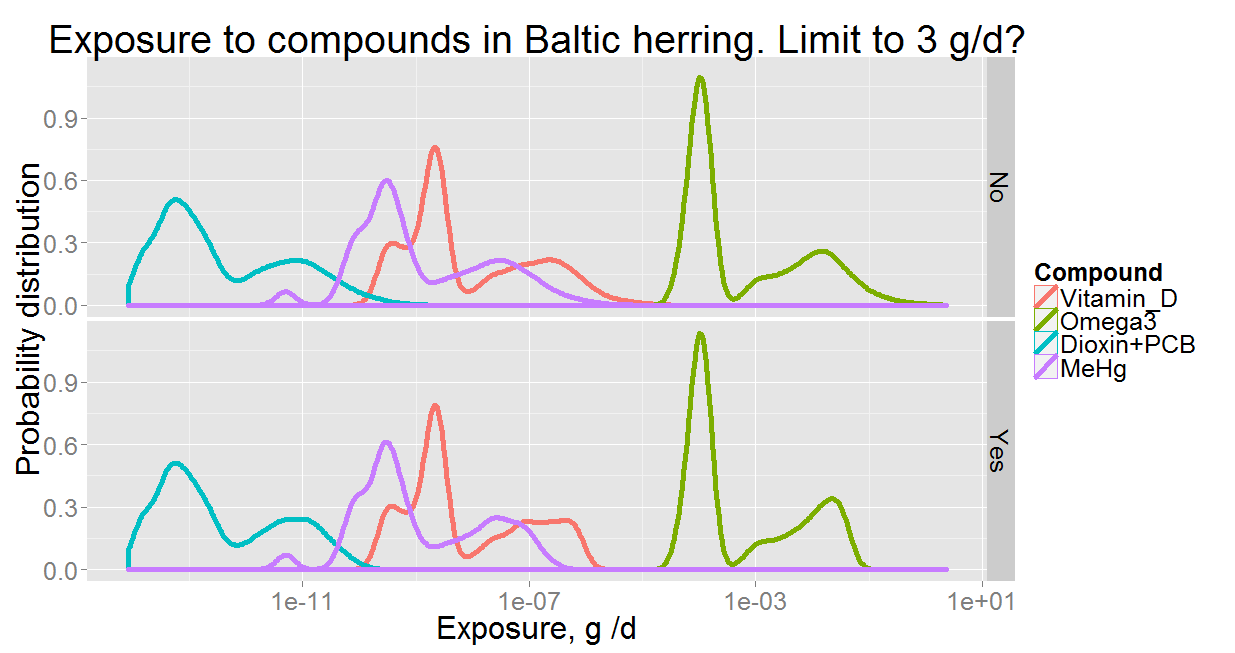 Exposure to compounds in Baltic herring. Limit to 3 g/d?
Probability distribution
0.9
0.6
0.3
0.0
No
0.9
0.6
0.3
0.0
Yes
1e-11
1e-07
1e-03
1e+01
Exposure, g /d
Compound
Vitamin_D
Omega3
Dioxin+PCB
MeHg